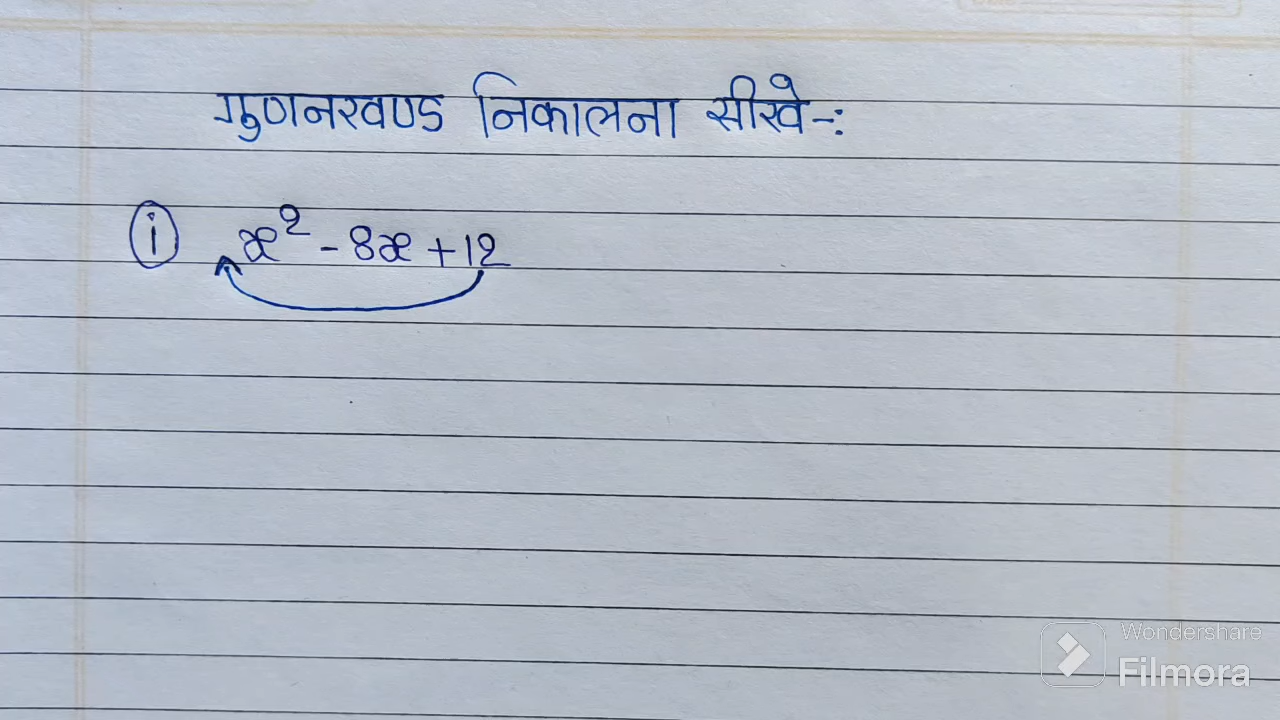 गुणनखण्ड निकालना सीखे-:
(i) x² - 8x + 12
Wondershare
Filmora